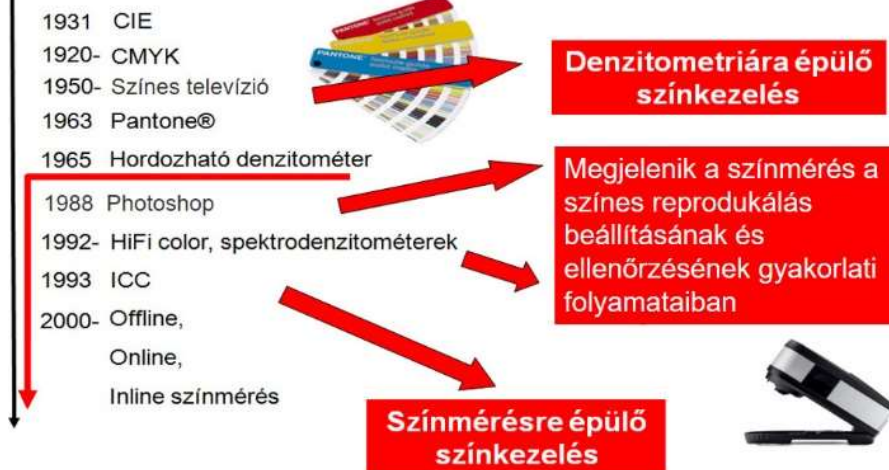 1931 CIE
1920- CMYK
1950- Színes televízió
1963 Pantone®
1965 Hordozható denzitométer
1988 Photoshop
1992- HiFi color, spektrodenzitométerek
1993 ICC
2000- Offline,
Online,
Inline színmérés
PANTONE
PANTONE
Denzitometriára épülő
színkezelés
Megjelenik a színmérés a
színes reprodukálás
beállításának és
ellenőrzésének gyakorlati
folyamataiban
Színmérésre épülő
színkezelés